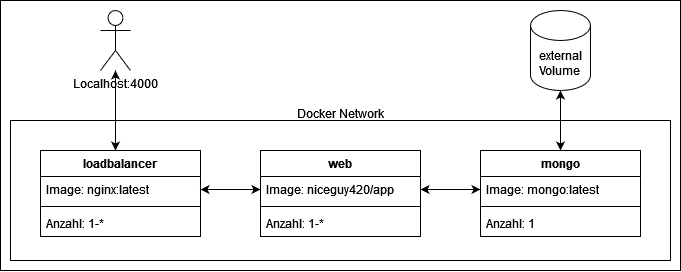 Localhost:4000
external
Volume
Docker Network
loadbalancer
Image: nginx:latest
Anzahl: 1-*
web
Image: niceguy420/app
Anzahl: 1-*
mongo
Image: mongo:latest
Anzahl: 1